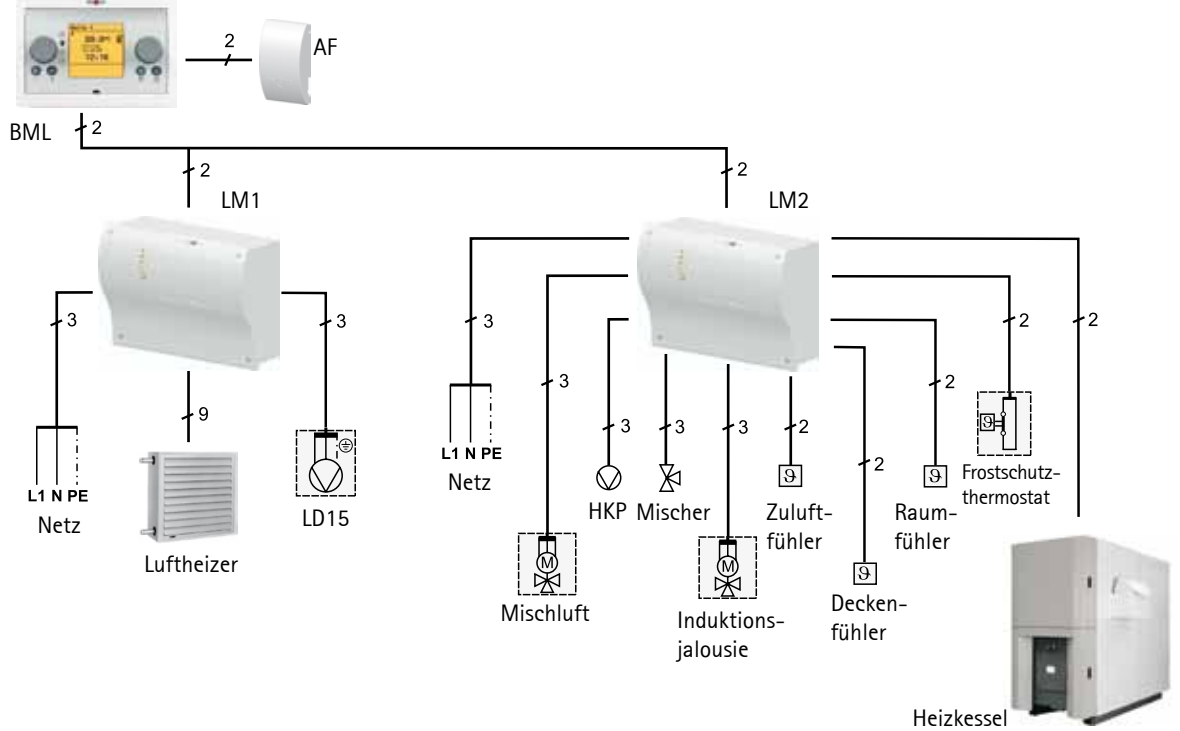 2
AF
BML
2
2
2
LM1
LM2
3
3
9
L1 N PE
Netz
Luftheizer
LD15
3
3
3
3
3
2
2
2
2
2
L1 N PE
Netz
M
Mischluft
HKP
Mischer
M
Induktions-
jalousie
ϑ
Zuluft-
fühler
ϑ
Decken-
fühler
ϑ
Raum-
fühler
ϑ
Frostschutz-
thermostat
Heizkessel